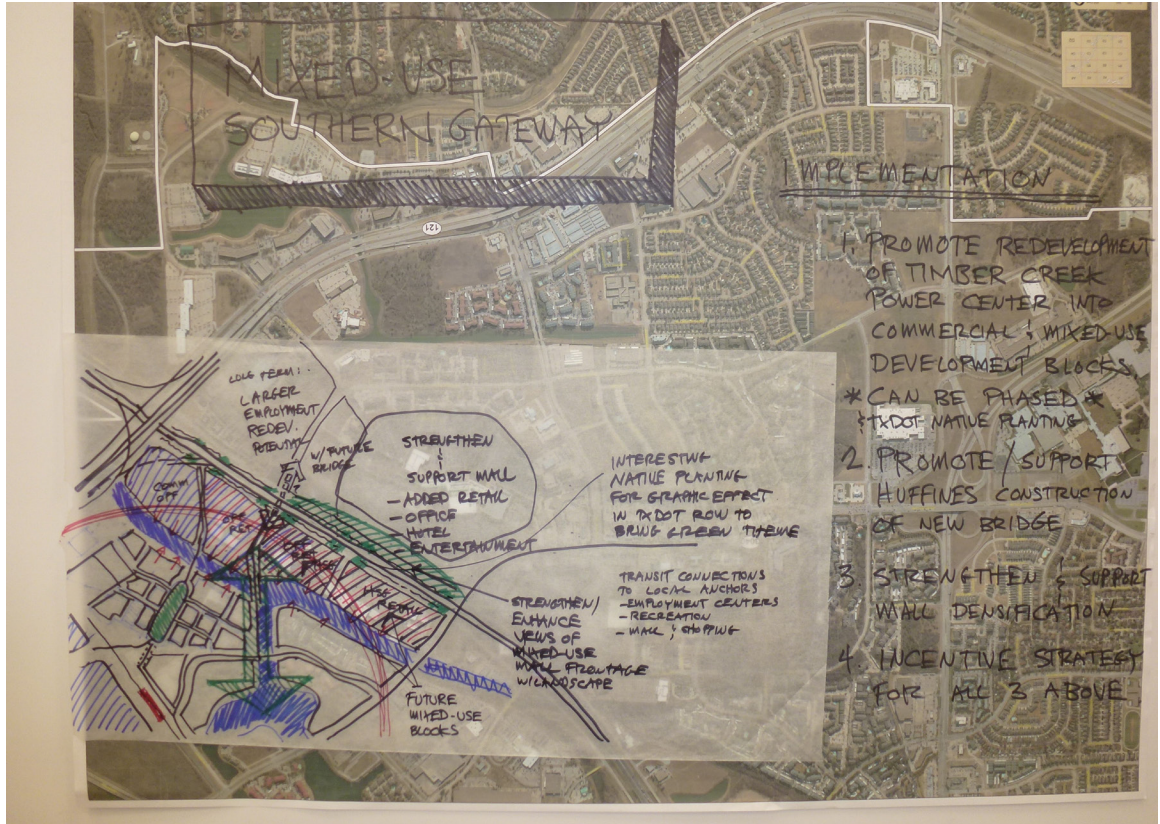 MIXED-USE
SOUTHERN GATEWAY
121
IMPLEMENTATION
1. PROMOTE REDEVELOPMENT
OF TIMBER CREEK
POWER CENTER INTO
COMMERCIAL & MIXED-USE
DEVELOPMENT BLOCKS
* CAN BE PHASED *
& TXDOT NATIVE PLANTING
2. PROMOTE / SUPPORT
HUFFINES CONSTRUCTION
OF NEW BRIDGE
3. STRENGTHEN & SUPPORT
MALL DENSIFICATION
4. INCENTIVE STRATEGY
FOR ALL 3 ABOVE
LONG TERM:
LARGER
EMPLOYMENT
REDEV.
POTENTIAL
W/ FUTURE
BRIDGE
STRENGTHEN
&
SUPPORT MALL
- ADDED RETAIL
- OFFICE
- HOTEL
- ENTERTAINMENT
INTERESTING
NATIVE PLANTING
FOR GRAPHIC EFFECT
IN TXDOT ROW TO
BRING GREEN THEME
TRANSIT CONNECTIONS
TO LOCAL ANCHORS
- EMPLOYMENT CENTERS
- RECREATION
- MALL & SHOPPING
STRENGTHEN/
ENHANCE
VIEWS OF
MIXED-USE
MALL FRONTAGE
W/LANDSCAPE
FUTURE
MIXED-USE
BLOCKS
COMM
OFF
RETAIL